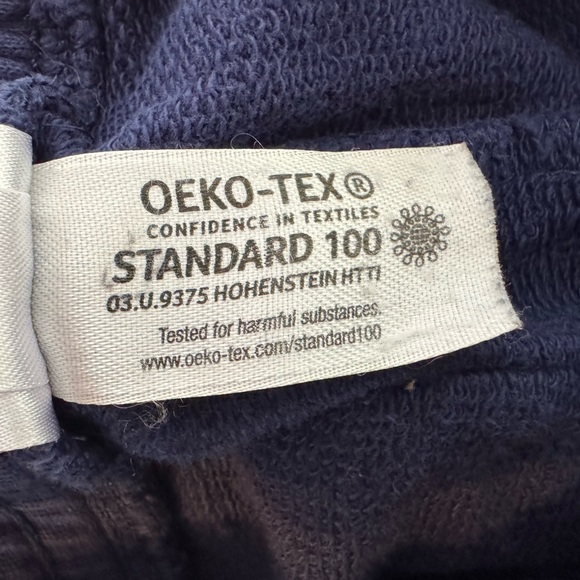 OEKO-TEX®
CONFIDENCE IN TEXTILES
STANDARD 100
03.U.9375 HOHENSTEIN HTTI
Tested for harmful substances.
www.oeko-tex.com/standard100